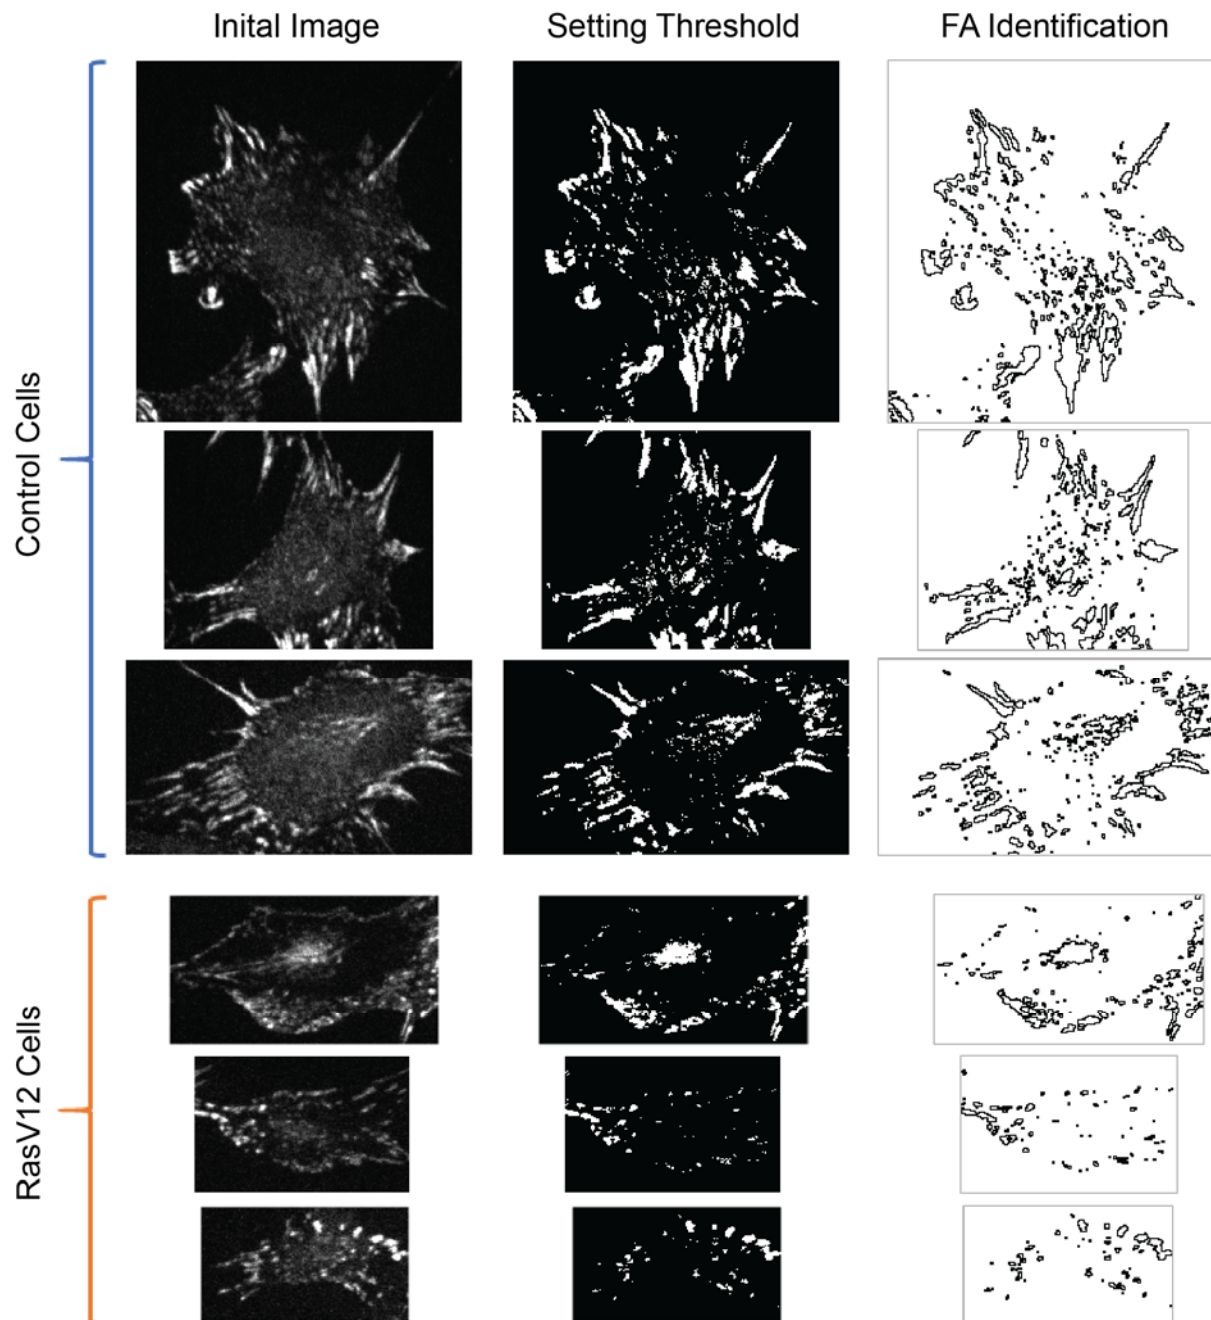 Inital Image
Setting Threshold
FA Identification
Control Cells
RasV12 Cells